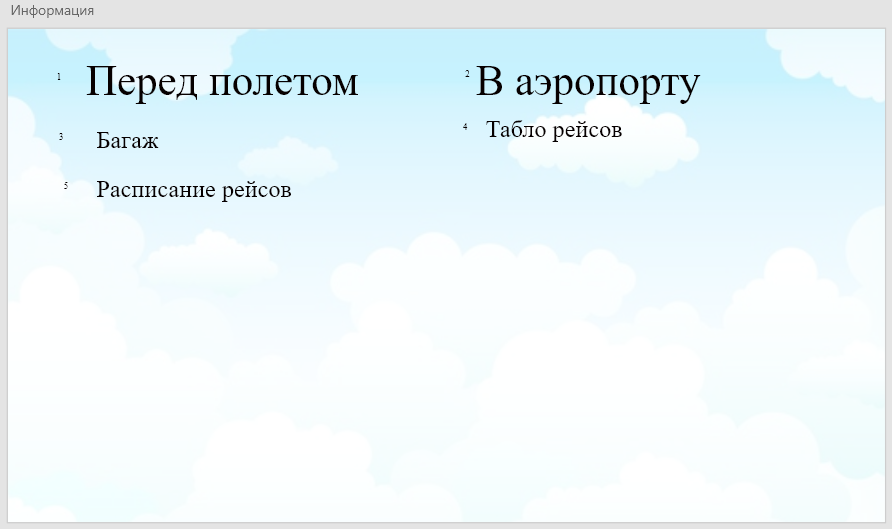 Информация
1 Перед полетом
2 В аэропорту
3 Багаж
4 Табло рейсов
5 Расписание рейсов